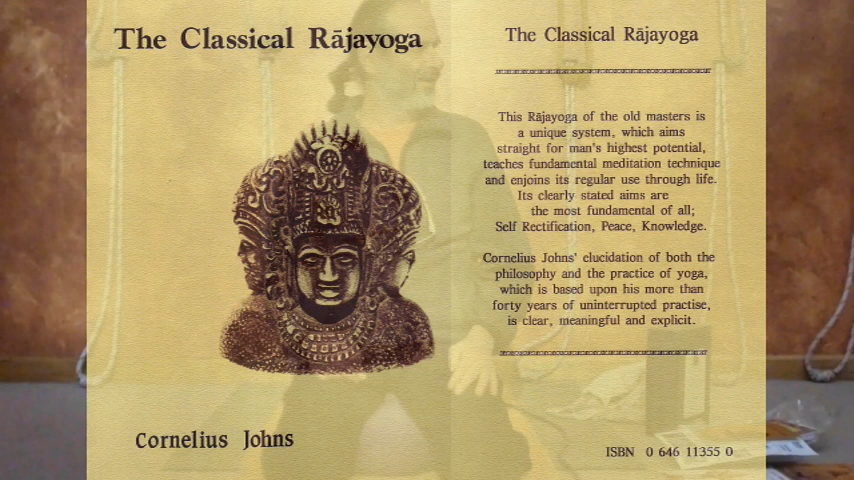 The Classical Rājayoga
Cornelius Johns
The Classical Rājayoga
This Rājayoga of the old masters is
a unique system, which aims
straight for man's highest potential,
teaches fundamental meditation technique
and enjoins its regular use through life.
Its clearly stated aims are
the most fundamental of all;
Self Rectification, Peace, Knowledge.
Cornelius Johns' elucidation of both the
philosophy and the practice of yoga,
which is based upon his more than
forty years of uninterrupted practise,
is clear, meaningful and explicit.
ISBN 0 646 11355 0